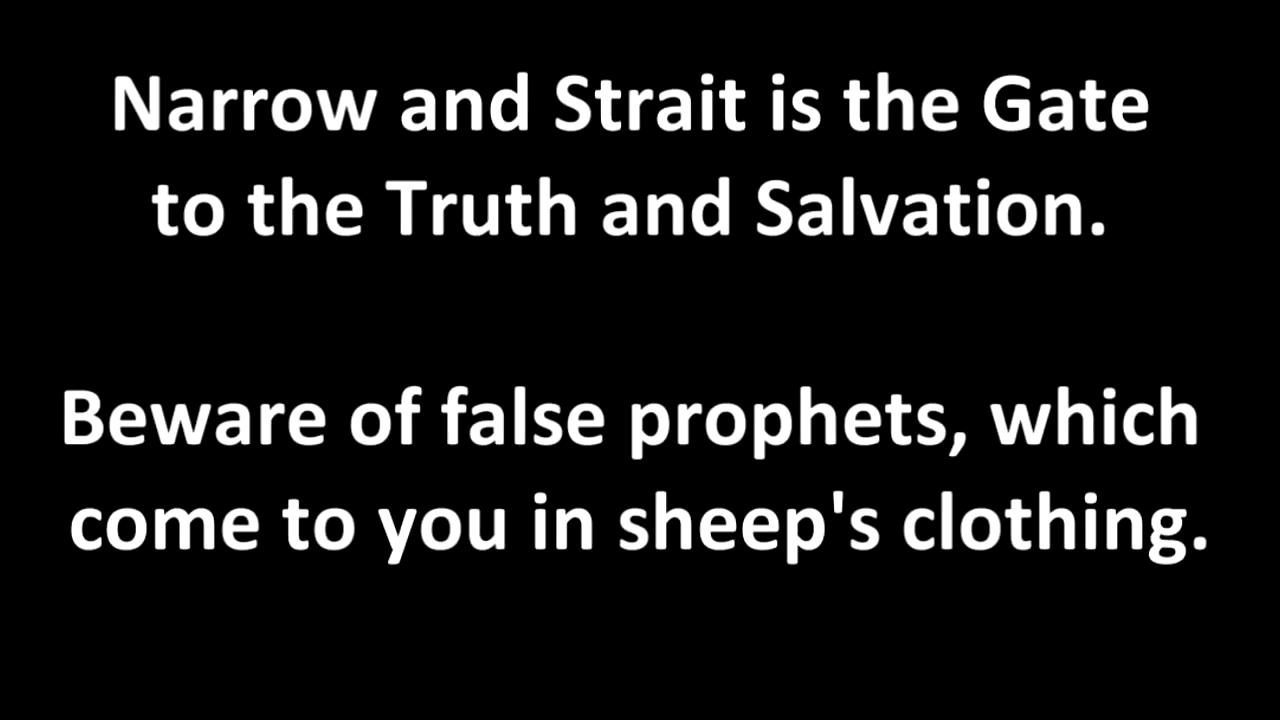 Narrow and Strait is the Gate
to the Truth and Salvation.
Beware of false prophets, which
come to you in sheep's clothing.